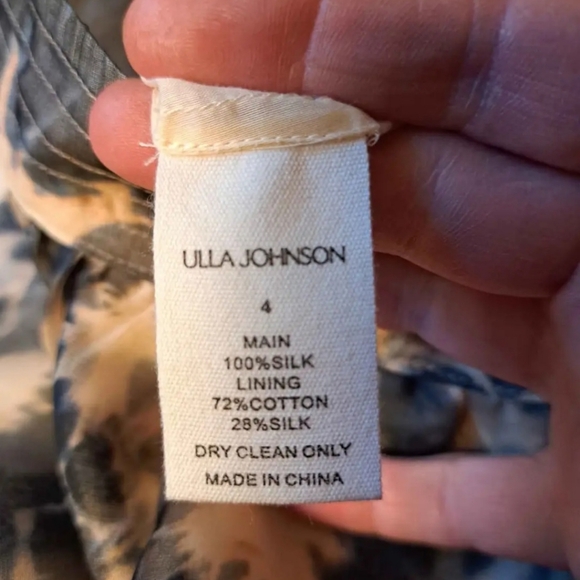 ULLA JOHNSON
4
MAIN
100%SILK
LINING
72%COTTON
28%SILK
DRY CLEAN ONLY
MADE IN CHINA